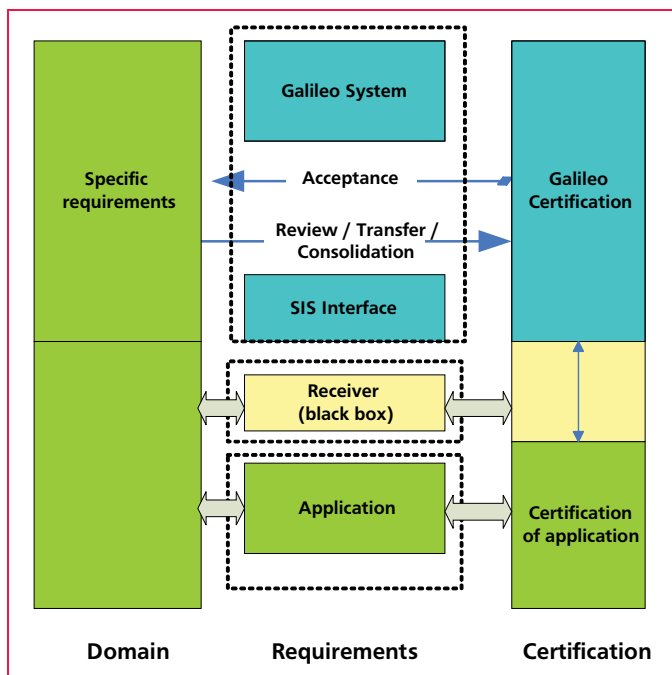 Galileo System
Specific
requirements
Acceptance
Galileo
Certification
Review / Transfer /
Consolidation
SIS Interface
Receiver
(black box)
Application
Certification
of application
Domain
Requirements
Certification